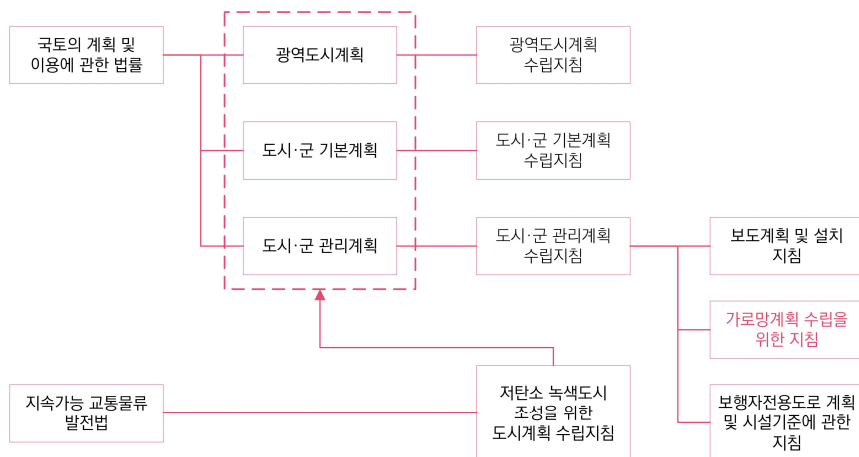 국토의 계획 및
이용에 관한 법률
광역도시계획
광역도시계획
수립지침
도시·군 기본계획
도시·군 기본계획
수립지침
도시·군 관리계획
도시·군 관리계획
수립지침
보도계획 및 설치
지침
가로망계획 수립을
위한 지침
지속가능 교통물류
발전법
저탄소 녹색도시
조성을 위한
도시계획 수립지침
보행자전용도로 계획
및 시설기준에 관한
지침